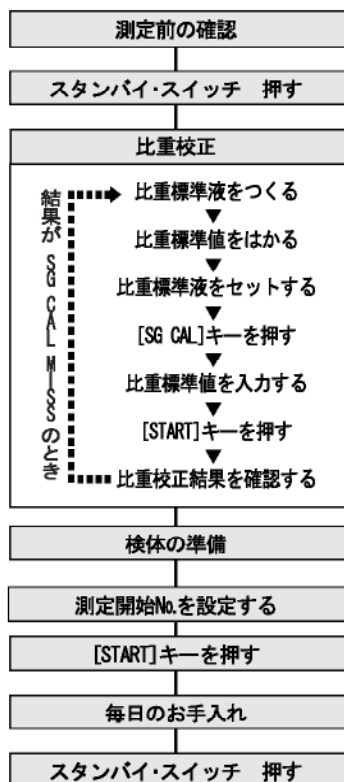 測定前の確認
スタンバイ・スイッチ 押す
比重校正
比重標準液をつくる
▼
比重標準値をはかる
▼
比重標準液をセットする
▼
[SG CAL]キーを押す
▼
比重標準値を入力する
▼
[START]キーを押す
▼
比重校正結果を確認する
結果が SG CAL MISS のとき
検体の準備
測定開始No.を設定する
[START]キーを押す
毎日のお手入れ
スタンバイ・スイッチ 押す